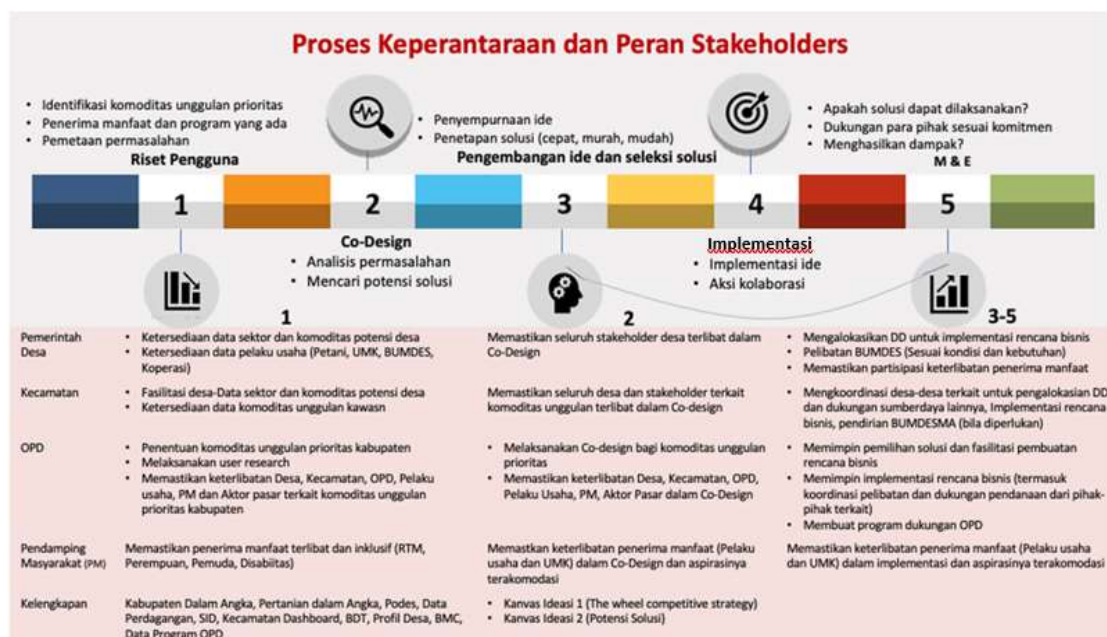 Proses Keperantaraan dan Peran Stakeholders
• Identifikasi komoditas unggulan prioritas
• Penerima manfaat dan program yang ada
• Pemetaan permasalahan
Riset Pengguna
• Penyempurnaan ide
• Penetapan solusi (cepat, murah, mudah)
Pengembangan ide dan seleksi solusi
• Apakah solusi dapat dilaksanakan?
• Dukungan para pihak sesuai komitmen
• Menghasilkan dampak?
M & E
1
2
3
4
5
Co-Design
• Analisis permasalahan
• Mencari potensi solusi
Implementasi
• Implementasi ide
• Aksi kolaborasi
1
2
3-5
Pemerintah
Desa
• Ketersediaan data sektor dan komoditas potensi desa
• Ketersediaan data pelaku usaha (Petani, UMK, BUMDES,
Koperasi)
Memastikan seluruh stakeholder desa terlibat dalam
Co-Design
• Mengalokasikan DD untuk implementasi rencana bisnis
• Pelibatan BUMDES (Sesuai kondisi dan kebutuhan)
• Memastikan partisipasi keterlibatan penerima manfaat
Kecamatan
• Fasilitasi desa-Data sektor dan komoditas potensi desa
• Ketersediaan data komoditas unggulan kawasn
Memastikan seluruh desa dan stakeholder terkait
komoditas unggulan terlibat dalam Co-design
• Mengkoordinasi desa-desa terkait untuk pengalokasian DD
dan dukungan sumberdaya lainnya, Implementasi rencana
bisnis, pendirian BUMDESMA (bila diperlukan)
OPD
• Penentuan komoditas unggulan prioritas kabupaten
• Melaksanakan user research
• Memastikan keterlibatan Desa, Kecamatan, OPD, Pelaku
usaha, PM dan Aktor pasar terkait komoditas unggulan
prioritas kabupaten
• Melaksanakan Co-design bagi komoditas unggulan
prioritas
• Memastikan keterlibatan Desa, Kecamatan, OPD,
Pelaku Usaha, PM, Aktor Pasar dalam Co-Design
• Memimpin pemilihan solusi dan fasilitasi pembuatan
rencana bisnis
• Memimpin implementasi rencana bisnis (termasuk
koordinasi pelibatan dan dukungan pendanaan dari pihak-
pihak terkait)
• Membuat program dukungan OPD
Pendamping
Masyarakat (PM)
Memastikan penerima manfaat terlibat dan inklusif (RTM,
Perempuan, Pemuda, Disabiitas)
Memastkan keterlibatan penerima manfaat (Pelaku
usaha dan UMK) dalam Co-Design dan aspirasinya
terakomodasi
Memastikan keterlibatan penerima manfaat (Pelaku usaha
dan UMK) dalam implementasi dan aspirasinya terakomodasi
Kelengkapan
Kabupaten Dalam Angka, Pertanian dalam Angka, Podes, Data
Perdagangan, SID, Kecamatan Dashboard, BDT, Profil Desa, BMC,
Data Program OPD
• Kanvas Ideasi 1 (The wheel competitive strategy)
• Kanvas Ideasi 2 (Potensi Solusi)